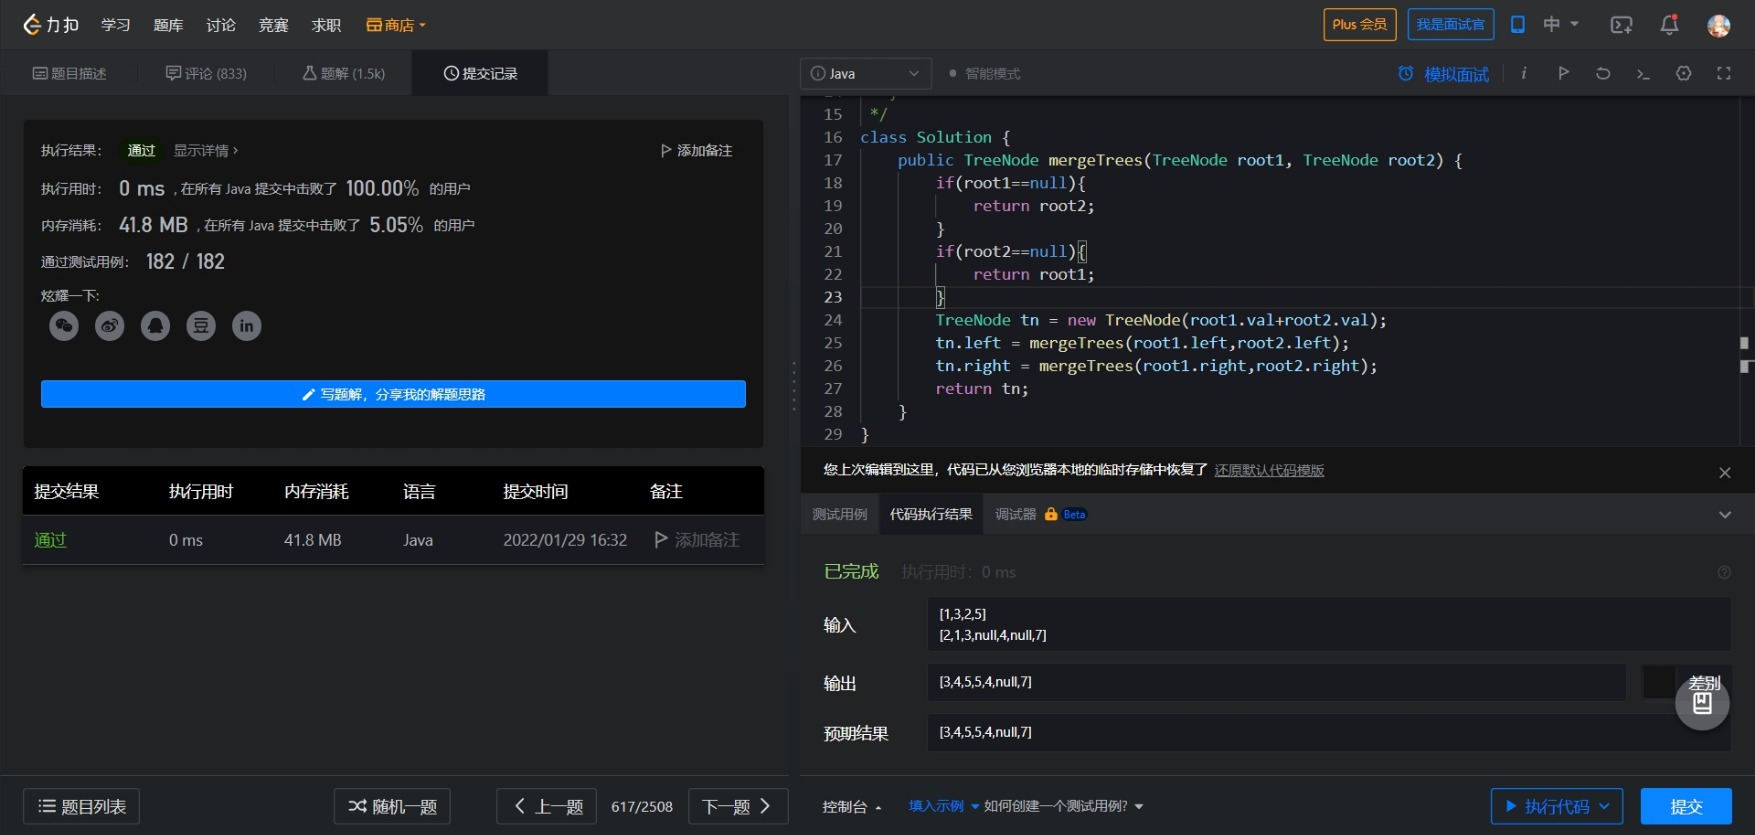 力扣 学习 题库 讨论 竞赛 求职 商店 Plus 会员 我是面试官 中
题目描述 评论 (833) 题解 (1.5k) 提交记录
执行结果： 通过 显示详情 › 添加备注
执行用时： 0 ms , 在所有 Java 提交中击败了 100.00% 的用户
内存消耗： 41.8 MB , 在所有 Java 提交中击败了 5.05% 的用户
通过测试用例： 182 / 182
炫耀一下:
in
写题解，分享我的解题思路
提交结果 执行用时 内存消耗 语言 提交时间 备注
通过 0 ms 41.8 MB Java 2022/01/29 16:32 添加备注
题目列表 随机一题 上一题 617/2508 下一题
Java 智能模式 模拟面试 i
15 */
16 class Solution {
17 public TreeNode mergeTrees(TreeNode root1, TreeNode root2) {
18 if(root1==null){
19 return root2;
20 }
21 if(root2==null){
22 return root1;
23 }
24 TreeNode tn = new TreeNode(root1.val+root2.val);
25 tn.left = mergeTrees(root1.left,root2.left);
26 tn.right = mergeTrees(root1.right,root2.right);
27 return tn;
28 }
29 }
您上次编辑到这里，代码已从您浏览器本地的临时存储中恢复了 还原默认代码模版
测试用例 代码执行结果 调试器 Beta
已完成 执行用时：0 ms
输入
[1,3,2,5]
[2,1,3,null,4,null,7]
输出 [3,4,5,5,4,null,7] 差别
预期结果 [3,4,5,5,4,null,7]
控制台 填入示例 如何创建一个测试用例? 执行代码 提交